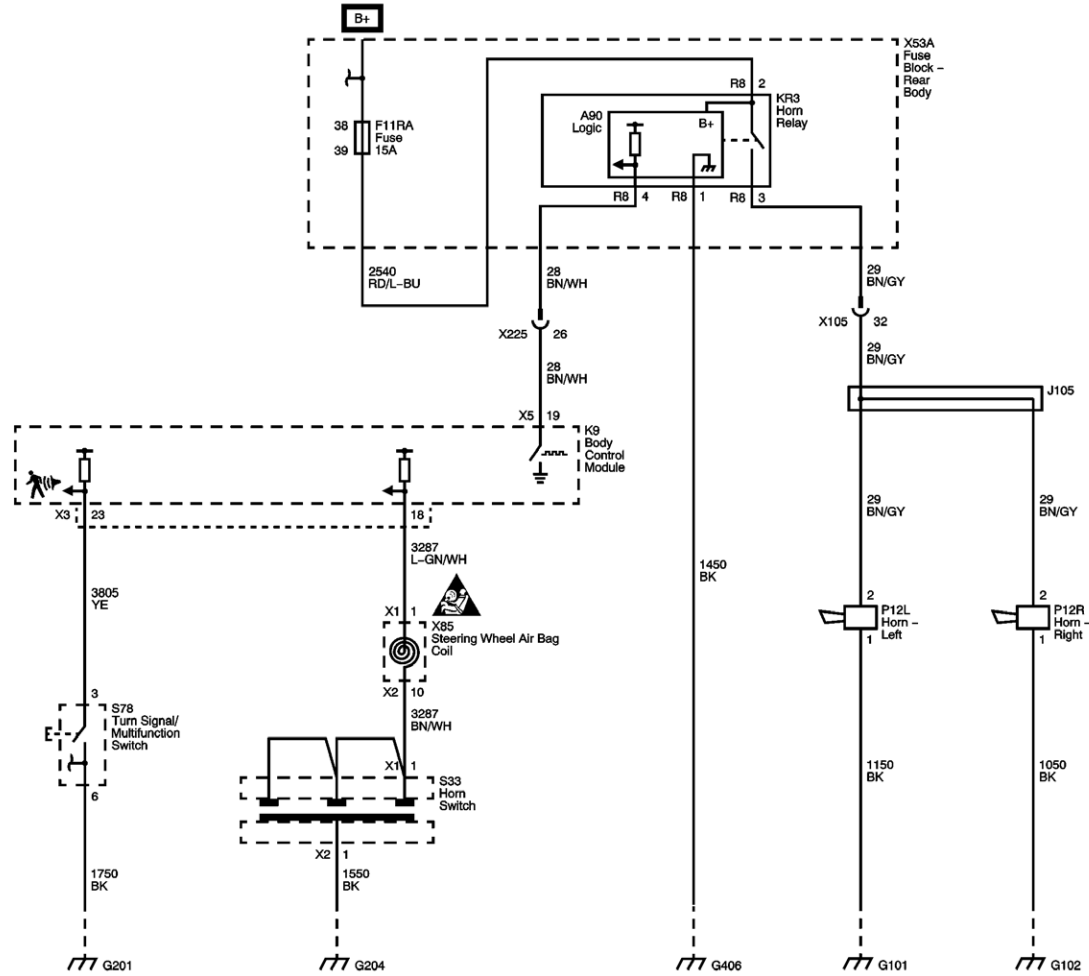 B+
X53A
Fuse
Block –
Rear
Body
R8 2
KR3
Horn
Relay
A90
Logic
B+
38
39
F11RA
Fuse
15A
R8 4
R8 1
R8 3
2540
RD/L–BU
28
BN/WH
29
BN/GY
X225 26
X105 32
28
BN/WH
29
BN/GY
J105
X5 19
K9
Body
Control
Module
X3 23
18
29
BN/GY
29
BN/GY
3287
L–GN/WH
1450
BK
3805
YE
X1 1
X85
Steering Wheel Air Bag
Coil
X2 10
2
P12L
Horn –
Left
1
2
P12R
Horn –
Right
1
3
S78
Turn Signal/
Multifunction
Switch
6
3287
BN/WH
X1 1
S33
Horn
Switch
X2 1
1150
BK
1050
BK
1750
BK
1550
BK
G201
G204
G406
G101
G102